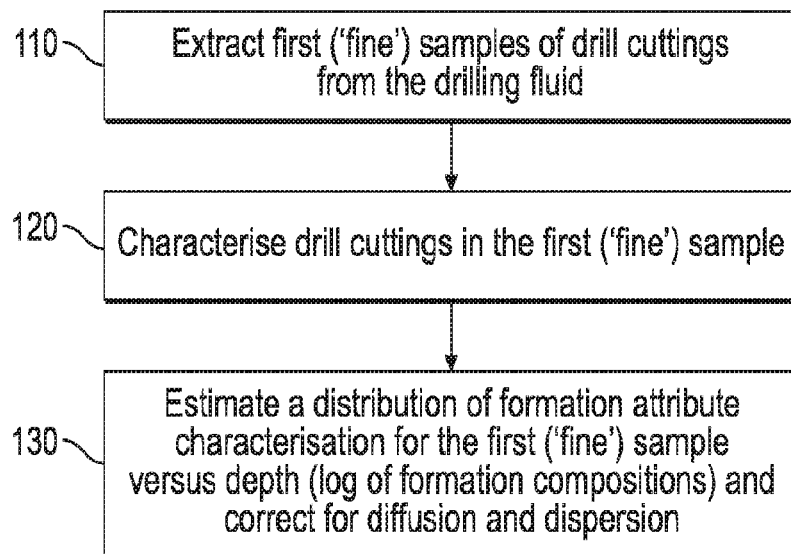 110
Extract first (‘fine’) samples of drill cuttings
from the drilling fluid
120
Characterise drill cuttings in the first (‘fine’) sample
130
Estimate a distribution of formation attribute
characterisation for the first (‘fine’) sample
versus depth (log of formation compositions) and
correct for diffusion and dispersion